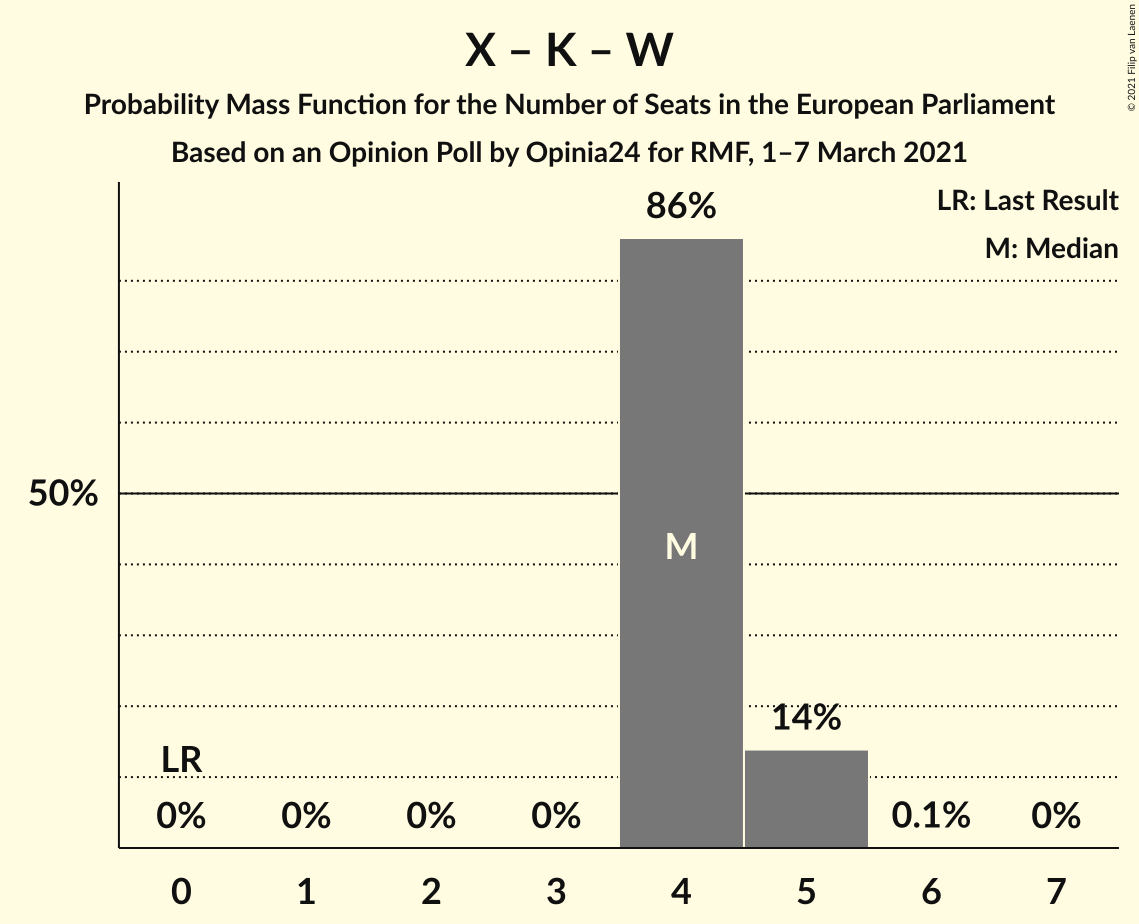 X – K – W
Probability Mass Function for the Number of Seats in the European Parliament
Based on an Opinion Poll by Opinia24 for RMF, 1–7 March 2021
© 2021 Filip van Laenen
LR: Last Result
M: Median
86%
50%
M
14%
LR
0% 0% 0% 0% 0.1% 0%
0 1 2 3 4 5 6 7